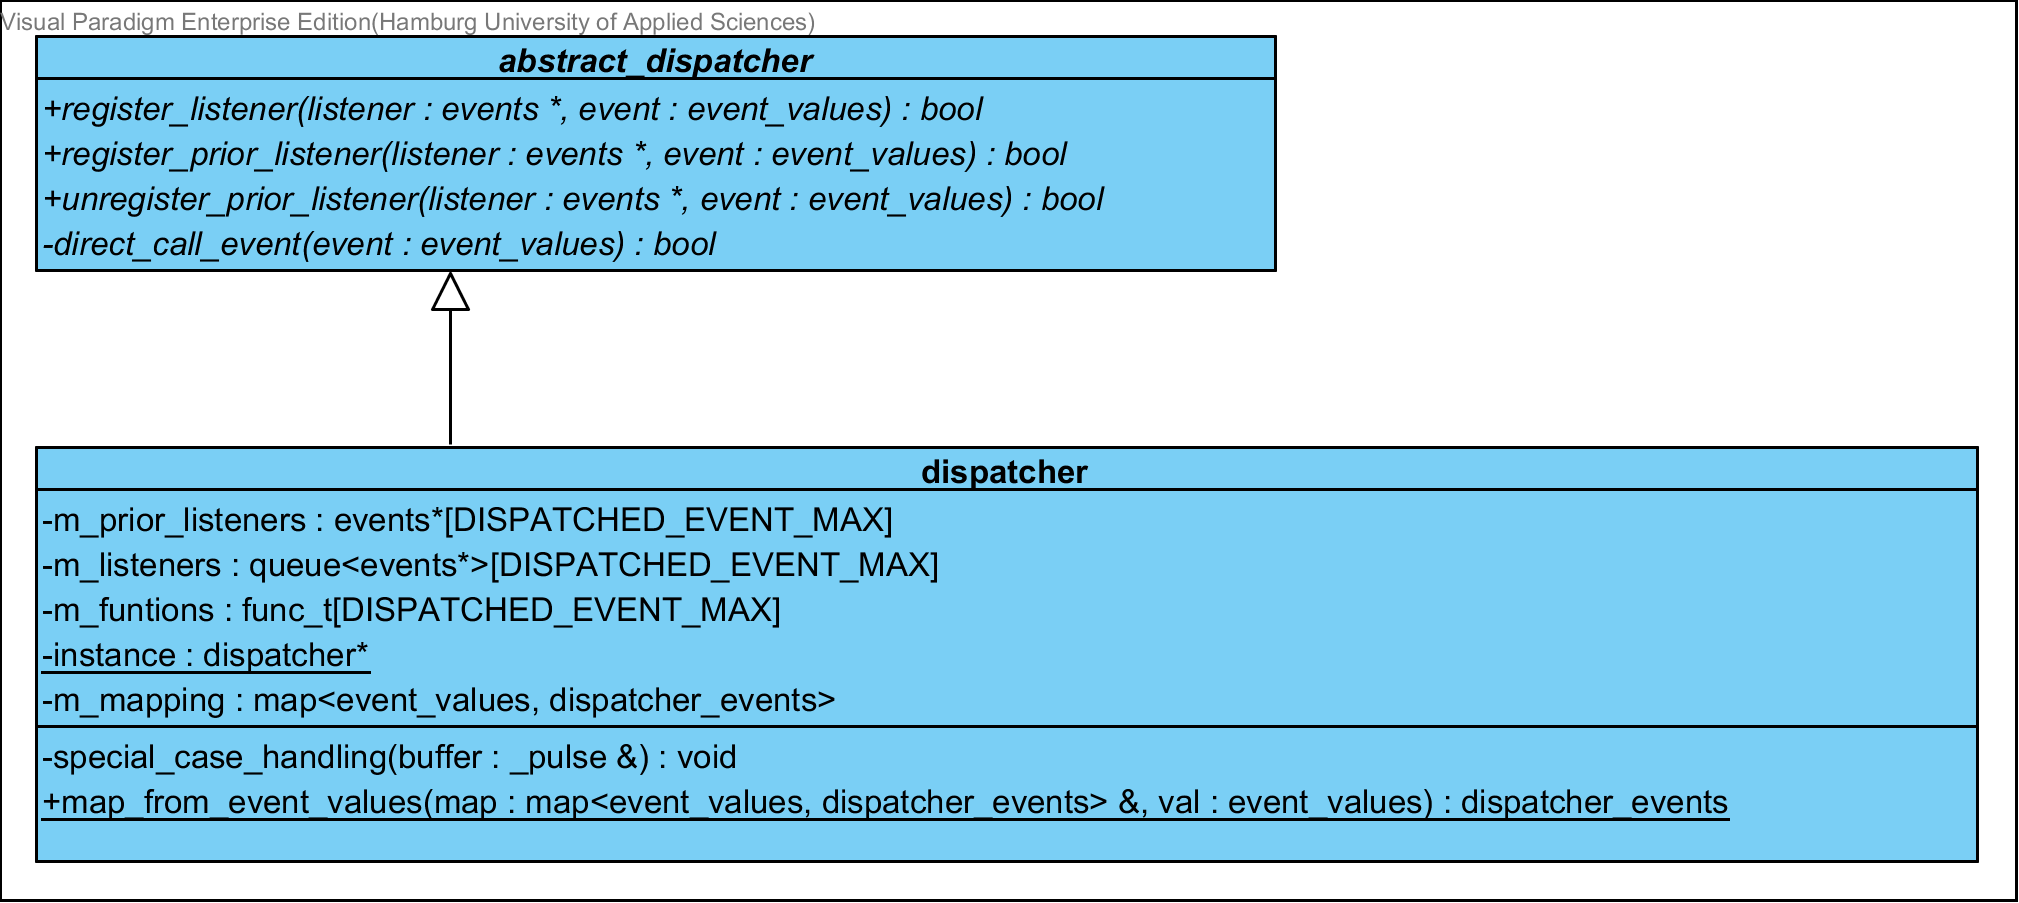 Visual Paradigm Enterprise Edition(Hamburg University of Applied Sciences)
abstract_dispatcher
+register_listener(listener : events *, event : event_values) : bool
+register_prior_listener(listener : events *, event : event_values) : bool
+unregister_prior_listener(listener : events *, event : event_values) : bool
-direct_call_event(event : event_values) : bool
dispatcher
-m_prior_listeners : events*[DISPATCHED_EVENT_MAX]
-m_listeners : queue<events*>[DISPATCHED_EVENT_MAX]
-m_funtions : func_t[DISPATCHED_EVENT_MAX]
-instance : dispatcher*
-m_mapping : map<event_values, dispatcher_events>
-special_case_handling(buffer : _pulse &) : void
+map_from_event_values(map : map<event_values, dispatcher_events> &, val : event_values) : dispatcher_events